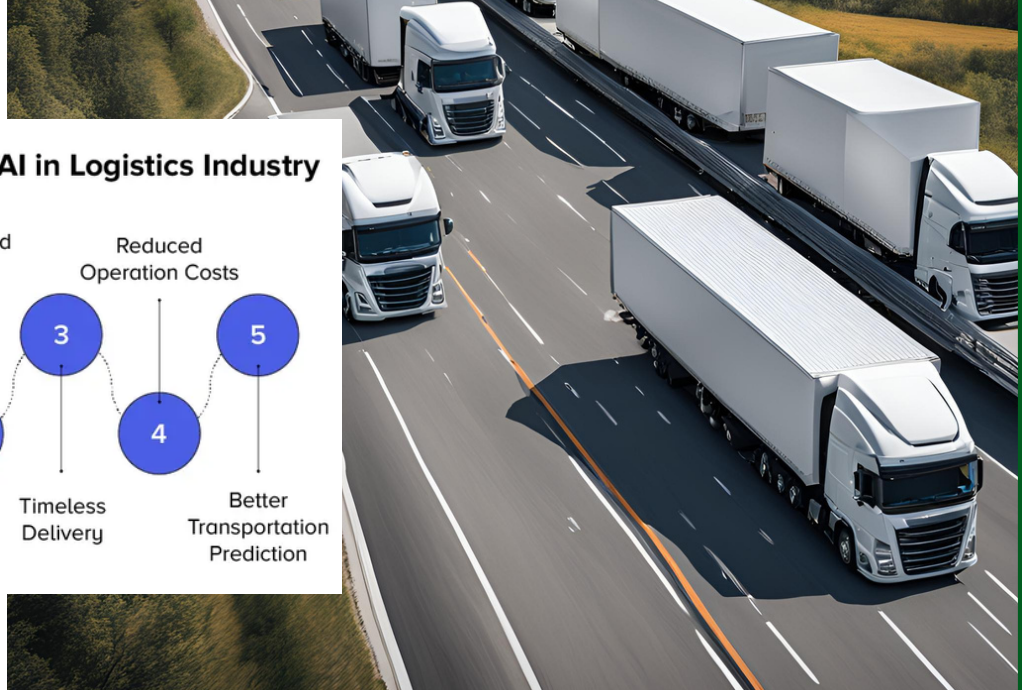 AI in Logistics Industry
d
Reduced
Operation Costs
3
5
4
Timeless
Delivery
Better
Transportation
Prediction